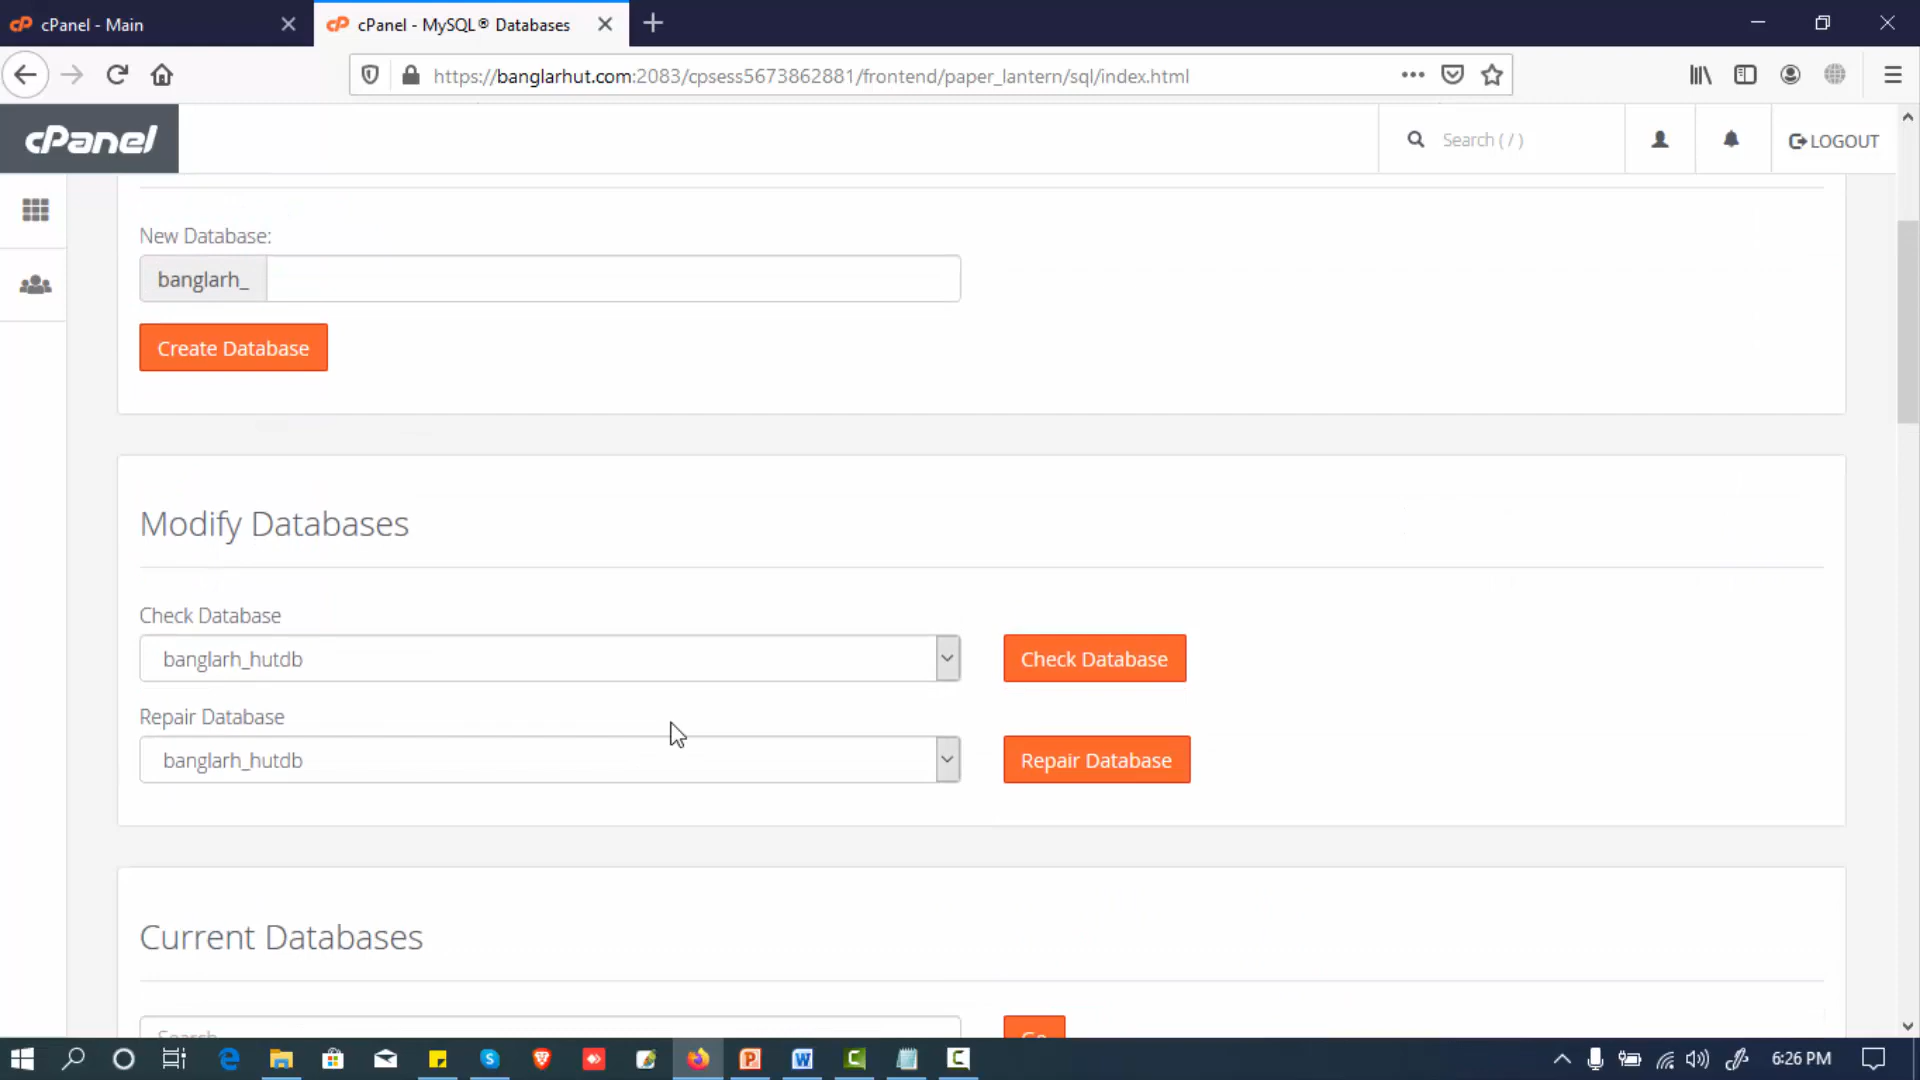 cPanel - Main
cPanel - MySQL® Databases
https://banglarhut.com:2083/cpsess5673862881/frontend/paper_lantern/sql/index.html
cPanel
Search ( / )
LOGOUT
New Database:
banglarh_
Create Database
Modify Databases
Check Database
banglarh_hutdb
Check Database
Repair Database
banglarh_hutdb
Repair Database
Current Databases
Search
Go
6:26 PM